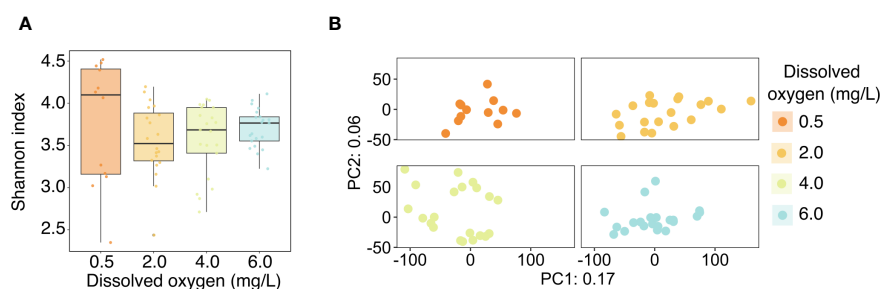 A
B
Shannon index
4.5
4.0
3.5
3.0
2.5
0.5 2.0 4.0 6.0
Dissolved oxygen (mg/L)
PC2: 0.06
50
0
-50
50
0
-50
-100 0 100 -100 0 100
PC1: 0.17
Dissolved
oxygen (mg/L)
0.5
2.0
4.0
6.0